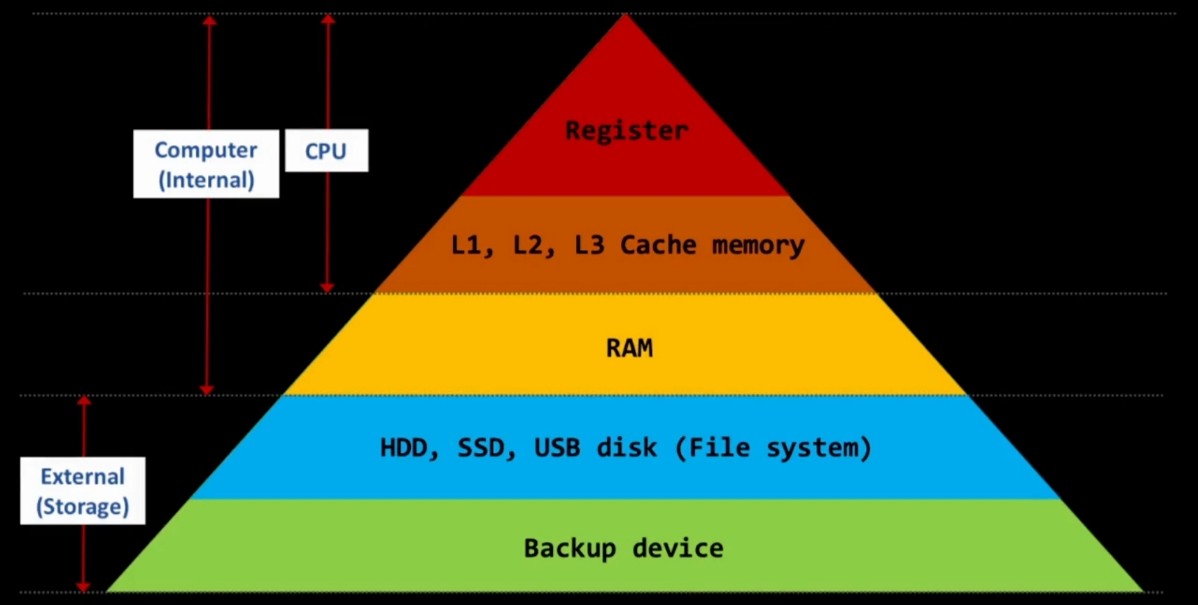 Register
Computer
(Internal)
CPU
L1, L2, L3 Cache memory
RAM
HDD, SSD, USB disk (File system)
External
(Storage)
Backup device